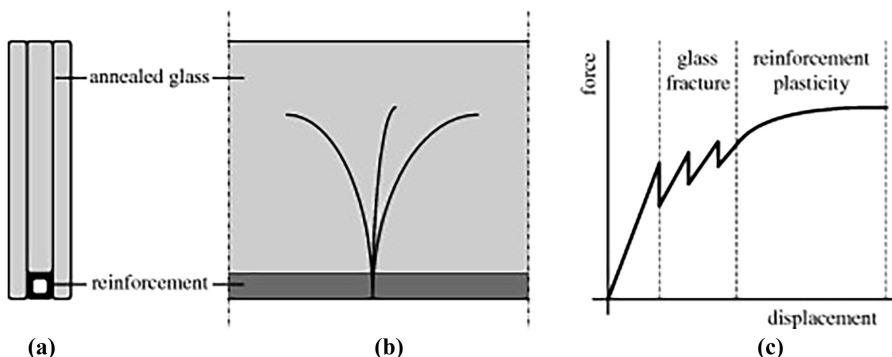 annealed glass
reinforcement
(a)
(b)
force
glass
fracture
reinforcement
plasticity
displacement
(c)